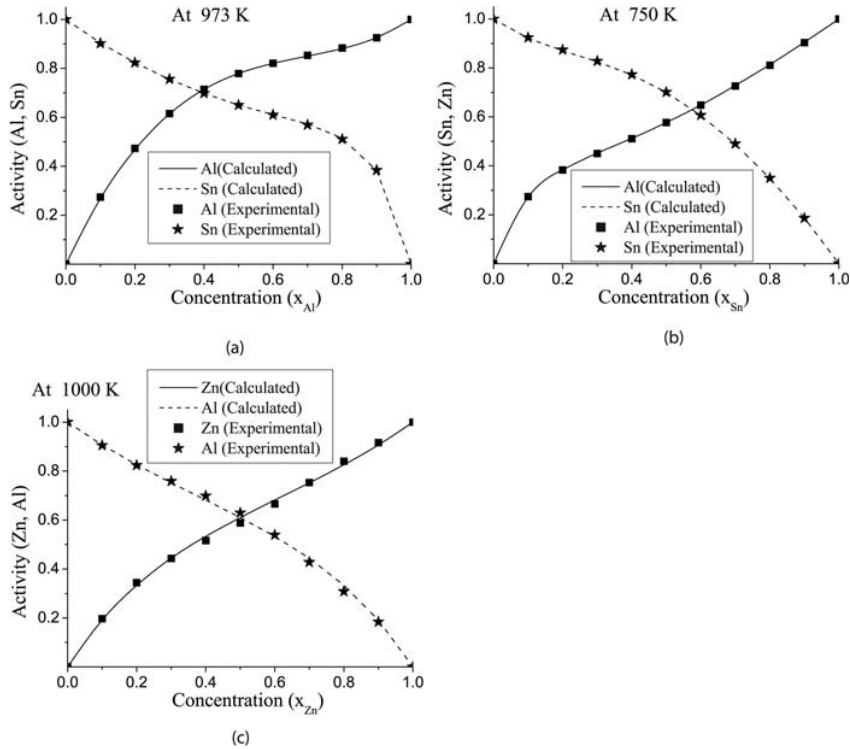 At 973 K
Activity (Al, Sn)
1.0
0.8
0.6
0.4
0.2
Al(Calculated)
Sn (Calculated)
Al (Experimental)
Sn (Experimental)
0.0 0.2 0.4 0.6 0.8 1.0
Concentration (x_Al)
(a)
At 750 K
Activity (Sn, Zn)
1.0
0.8
0.6
0.4
0.2
Al(Calculated)
Sn (Calculated)
Al (Experimental)
Sn (Experimental)
0.0 0.2 0.4 0.6 0.8 1.0
Concentration (x_Sn)
(b)
At 1000 K
Zn(Calculated)
Al (Calculated)
Zn (Experimental)
Al (Experimental)
Activity (Zn, Al)
1.0
0.8
0.6
0.4
0.2
0.0 0.2 0.4 0.6 0.8 1.0
Concentration (x_Zn)
(c)